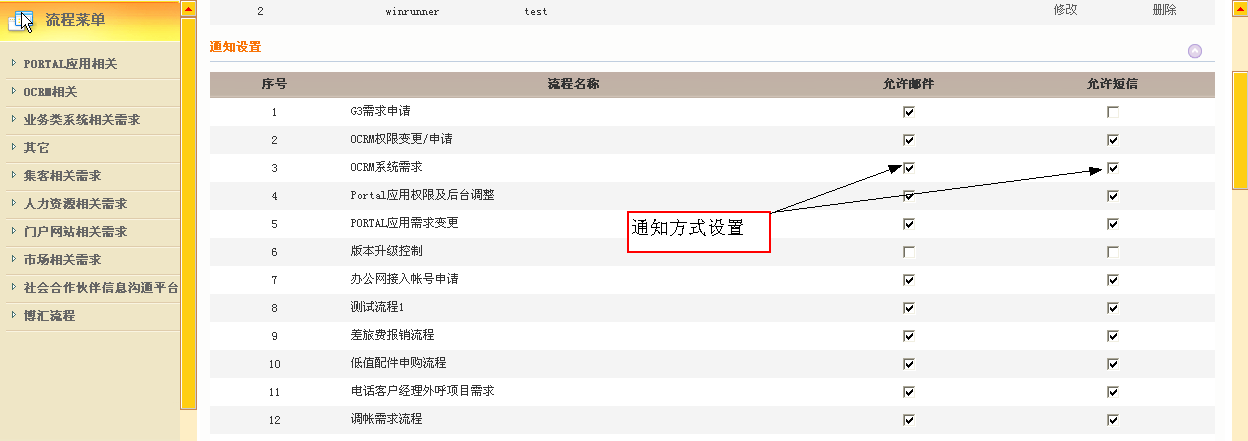 流程菜单
PORTAL应用相关
OCRM相关
业务类系统相关需求
其它
集客相关需求
人力资源相关需求
门户网站相关需求
市场相关需求
社会合作伙伴信息沟通平台
博汇流程
2 winrunner test 修改 删除
通知设置
序号 流程名称 允许邮件 允许短信
1 G3需求申请
2 OCRM权限变更/申请
3 OCRM系统需求
4 Portal应用权限及后台调整
5 PORTAL应用需求变更
6 版本升级控制
7 办公网接入帐号申请
8 测试流程1
9 差旅费报销流程
10 低值配件申购流程
11 电话客户经理外呼项目需求
12 调帐需求流程
通知方式设置